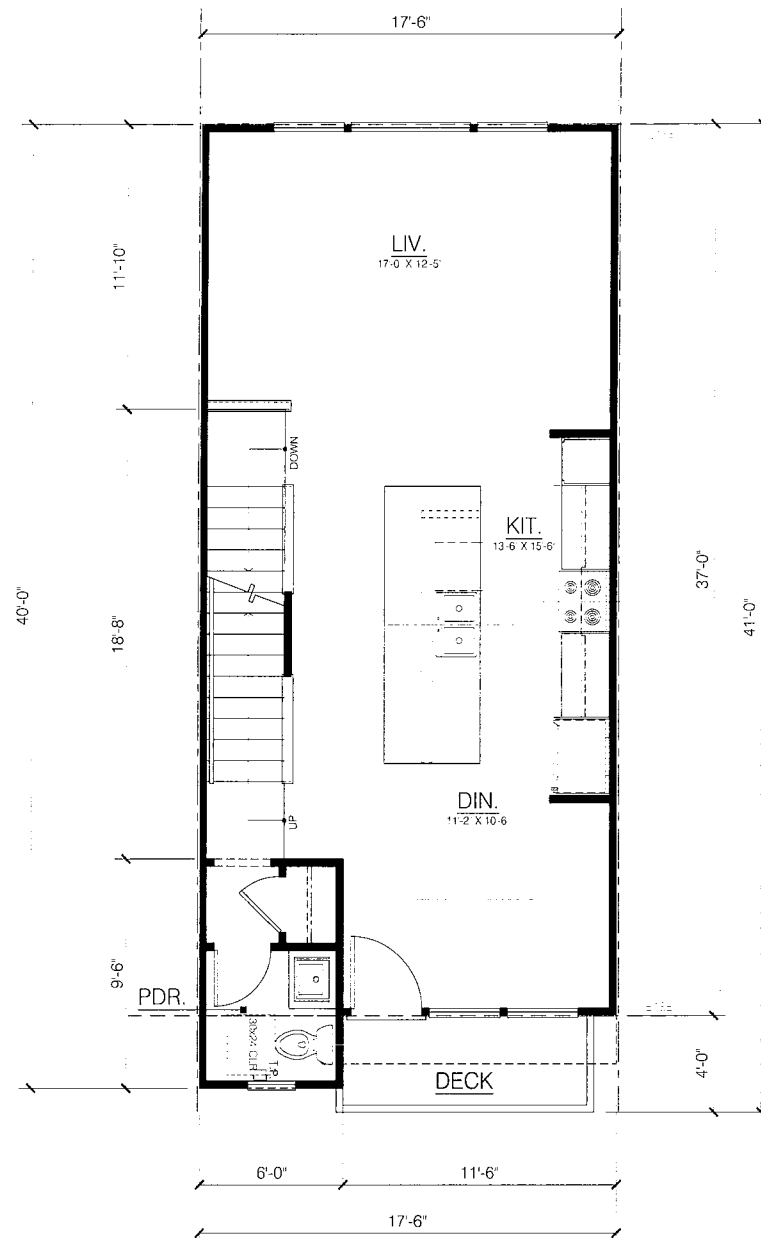 17'-6"
LIV.
17-0 X 12-5
11'-10"
DOWN
KIT.
13-6 X 15-6
40'-0"
18'-8"
37'-0"
41'-0"
DIN.
11'-2 X 10-6
UP
9'-6"
PDR.
30x24 CLR
T.P.
DECK
4'-0"
6'-0"
11'-6"
17'-6"